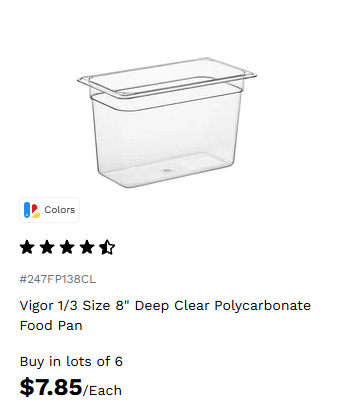 Colors
#247FP138CL
Vigor 1/3 Size 8" Deep Clear Polycarbonate
Food Pan
Buy in lots of 6
$7.85/Each